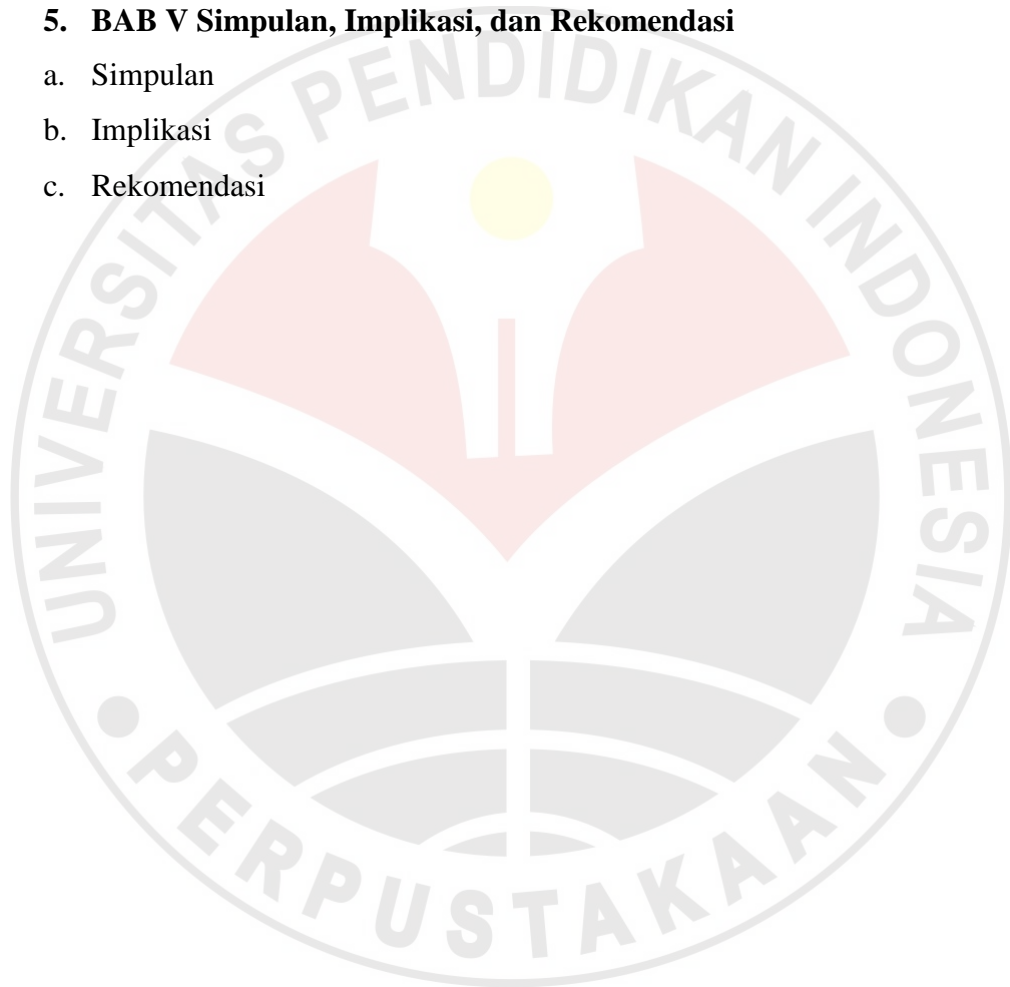 5. BAB V Simpulan, Implikasi, dan Rekomendasi
a. Simpulan
b. Implikasi
c. Rekomendasi
UNIVERSITAS PENDIDIKAN INDONESIA
PERPUSTAKAAN